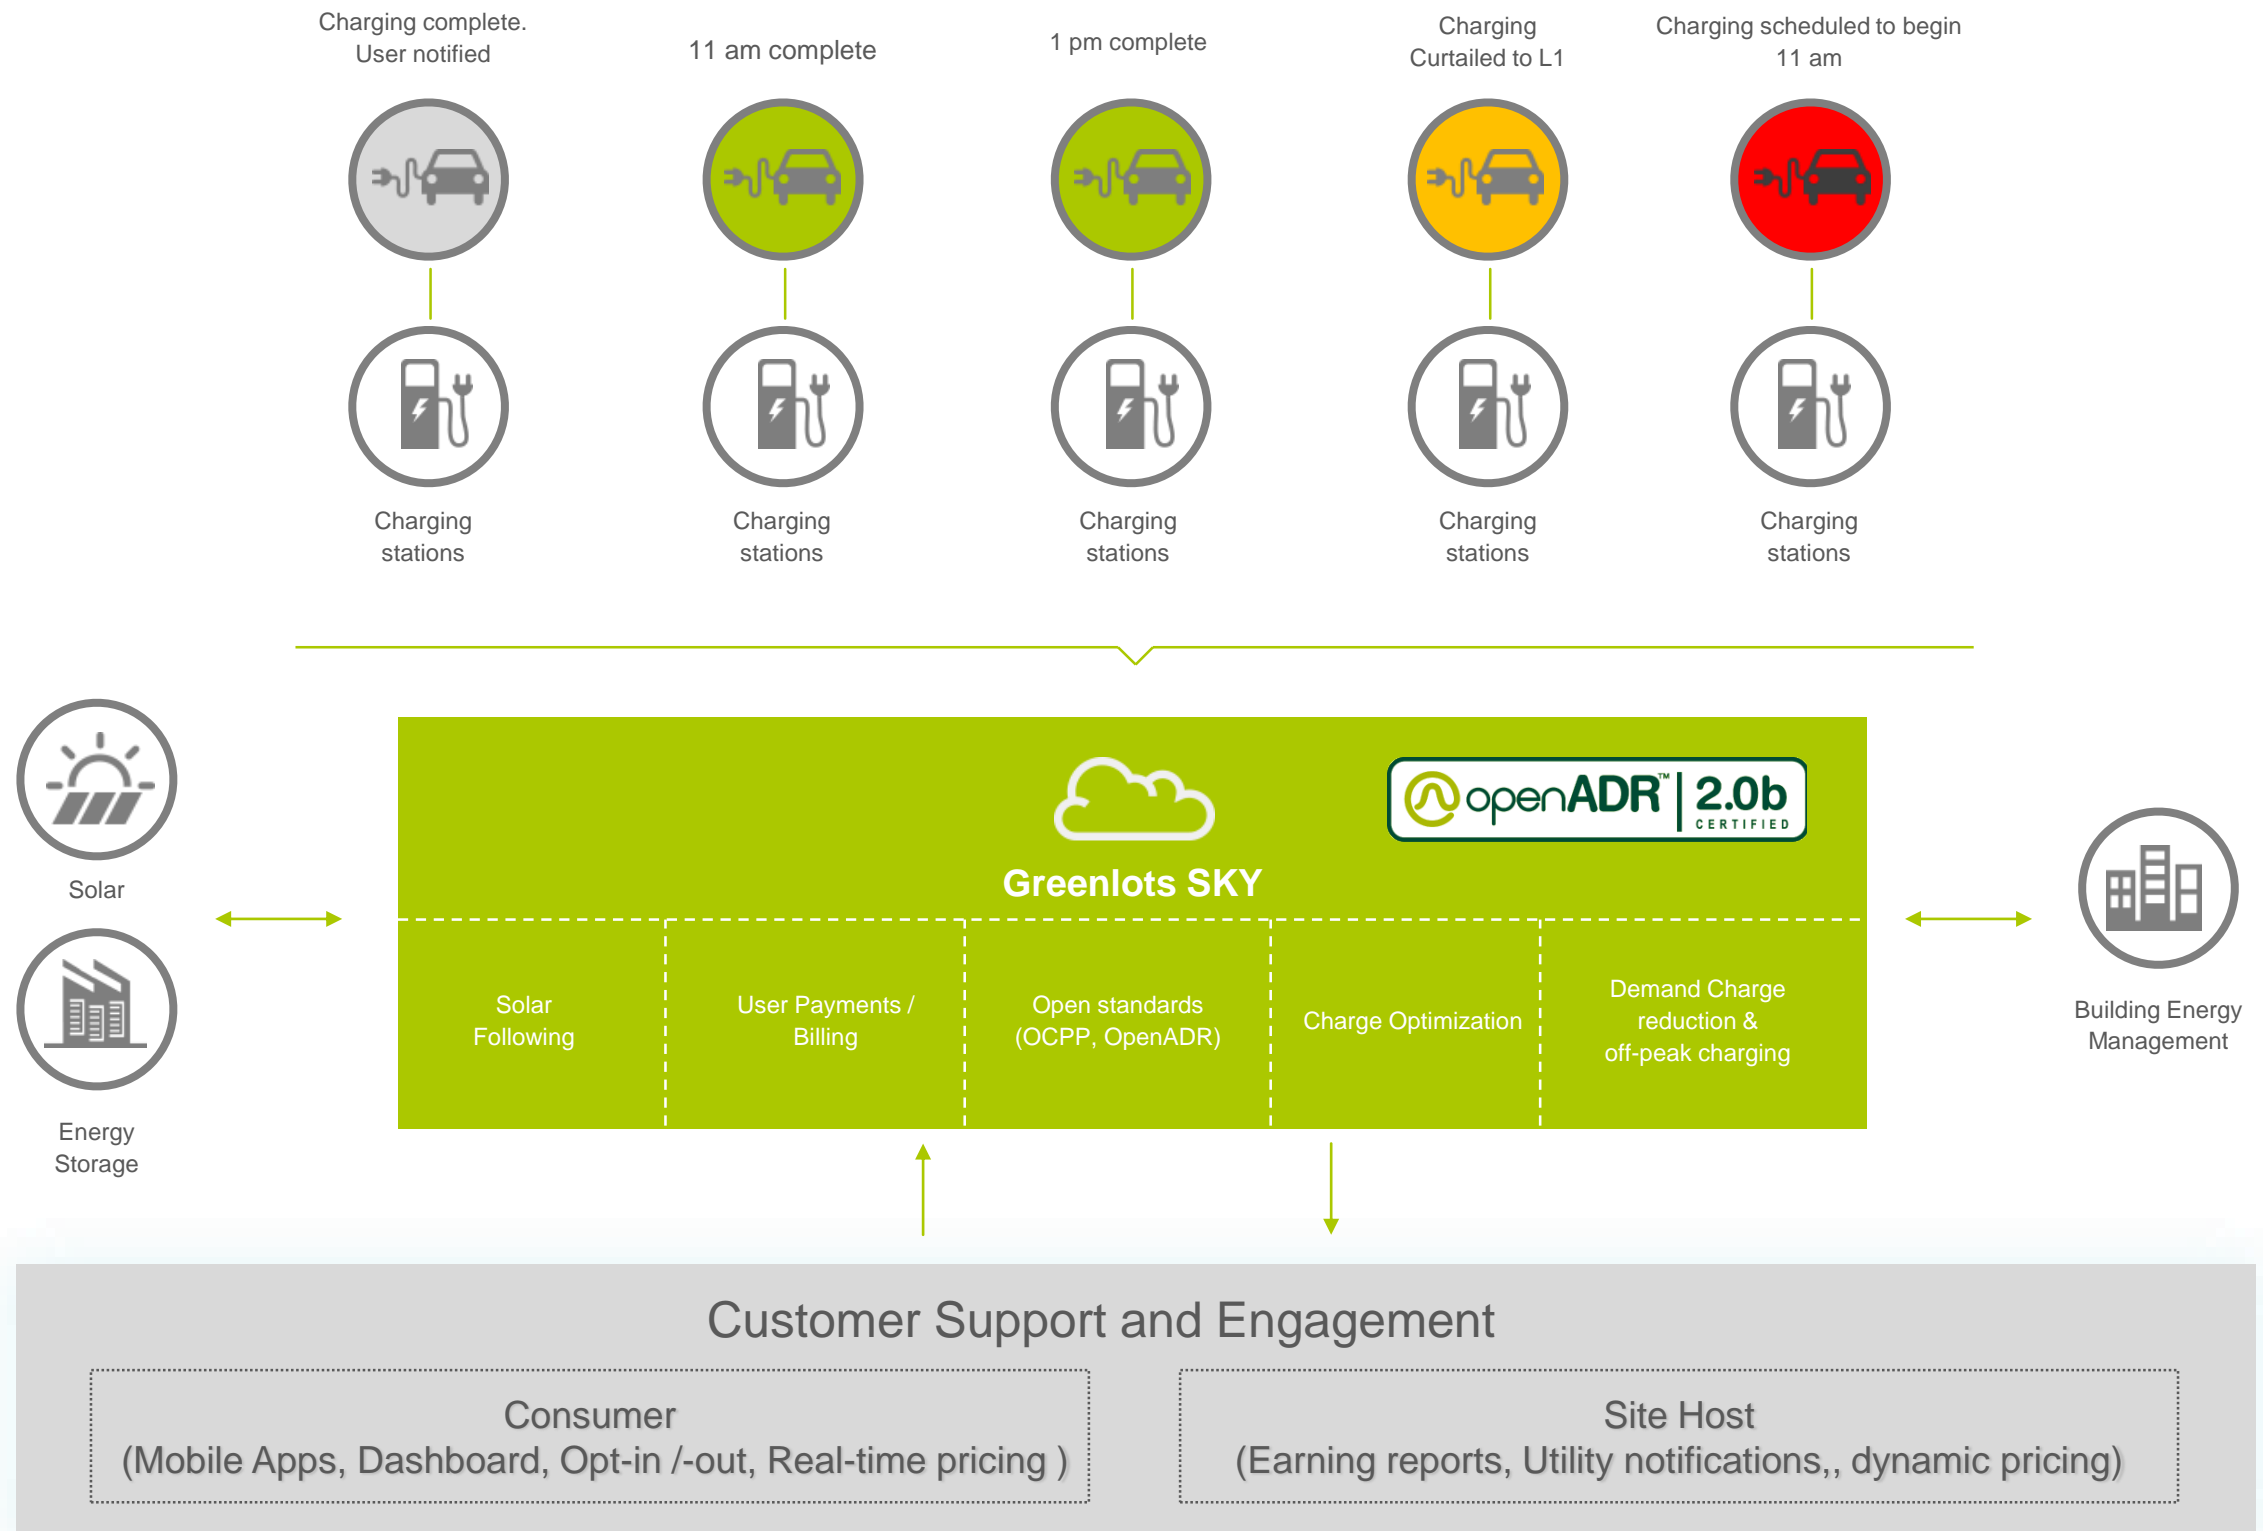 Charging complete.
User notified
11 am complete
1 pm complete
Charging
Curtailed to L1
Charging scheduled to begin
11 am
Charging
stations
Charging
stations
Charging
stations
Charging
stations
Charging
stations
Solar
Energy
Storage
Greenlots SKY
openADR™ 2.0b
CERTIFIED
Solar
Following
User Payments /
Billing
Open standards
(OCPP, OpenADR)
Charge Optimization
Demand Charge
reduction &
off-peak charging
Building Energy
Management
Customer Support and Engagement
Consumer
(Mobile Apps, Dashboard, Opt-in /-out, Real-time pricing )
Site Host
(Earning reports, Utility notifications,, dynamic pricing)